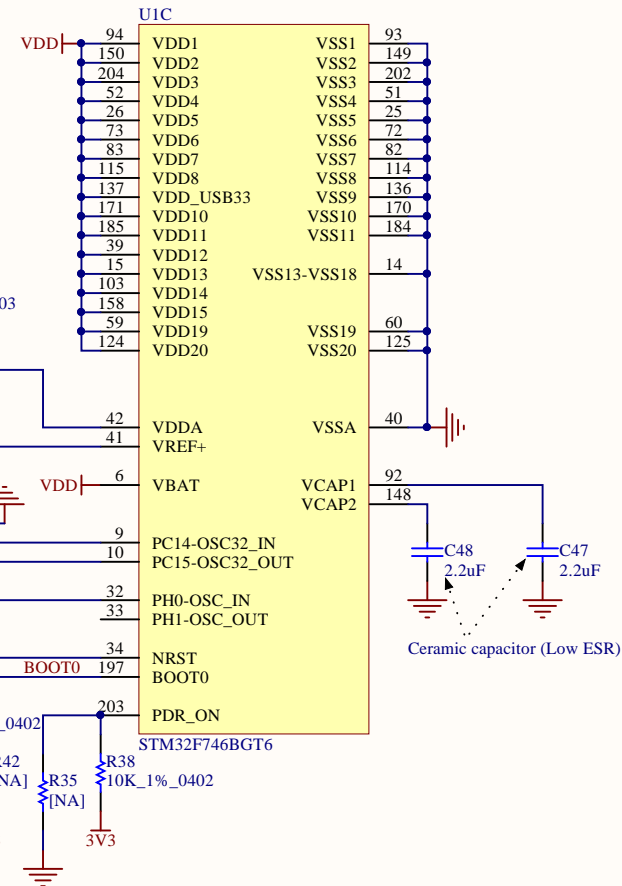 U1C
VDD 94 VDD1 VSS1 93
150 VDD2 VSS2 149
204 VDD3 VSS3 202
52 VDD4 VSS4 51
26 VDD5 VSS5 25
73 VDD6 VSS6 72
83 VDD7 VSS7 82
115 VDD8 VSS8 114
137 VDD_USB33 VSS9 136
171 VDD10 VSS10 170
185 VDD11 VSS11 184
39 VDD12
15 VDD13 VSS13-VSS18 14
103 VDD14
03
158 VDD15
59 VDD19 VSS19 60
124 VDD20 VSS20 125
42 VDDA VSSA 40
41 VREF+
VDD 6 VBAT VCAP1 92
VCAP2 148
9 PC14-OSC32_IN
C48 C47
10 PC15-OSC32_OUT
2.2uF 2.2uF
32 PH0-OSC_IN
33 PH1-OSC_OUT
Ceramic capacitor (Low ESR)
34 NRST
BOOT0 197 BOOT0
203 PDR_ON
_0402
STM32F746BGT6
42 R38
NA] R35 10K_1%_0402
[NA]
3V3